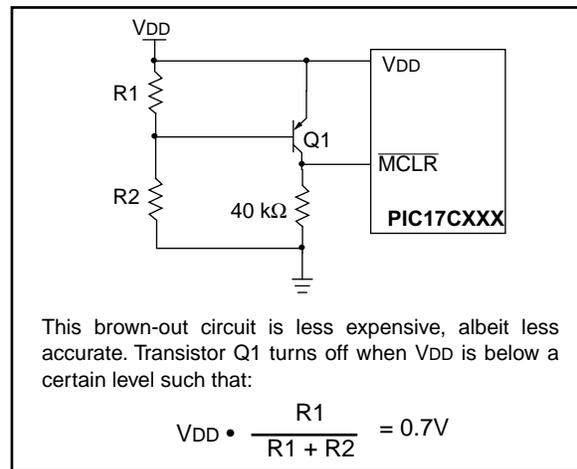 VDD
VDD
R1
Q1
MCLR
R2
40 kΩ
PIC17CXXX
This brown-out circuit is less expensive, albeit less
accurate. Transistor Q1 turns off when VDD is below a
certain level such that:
VDD • R1 / R1 + R2 = 0.7V